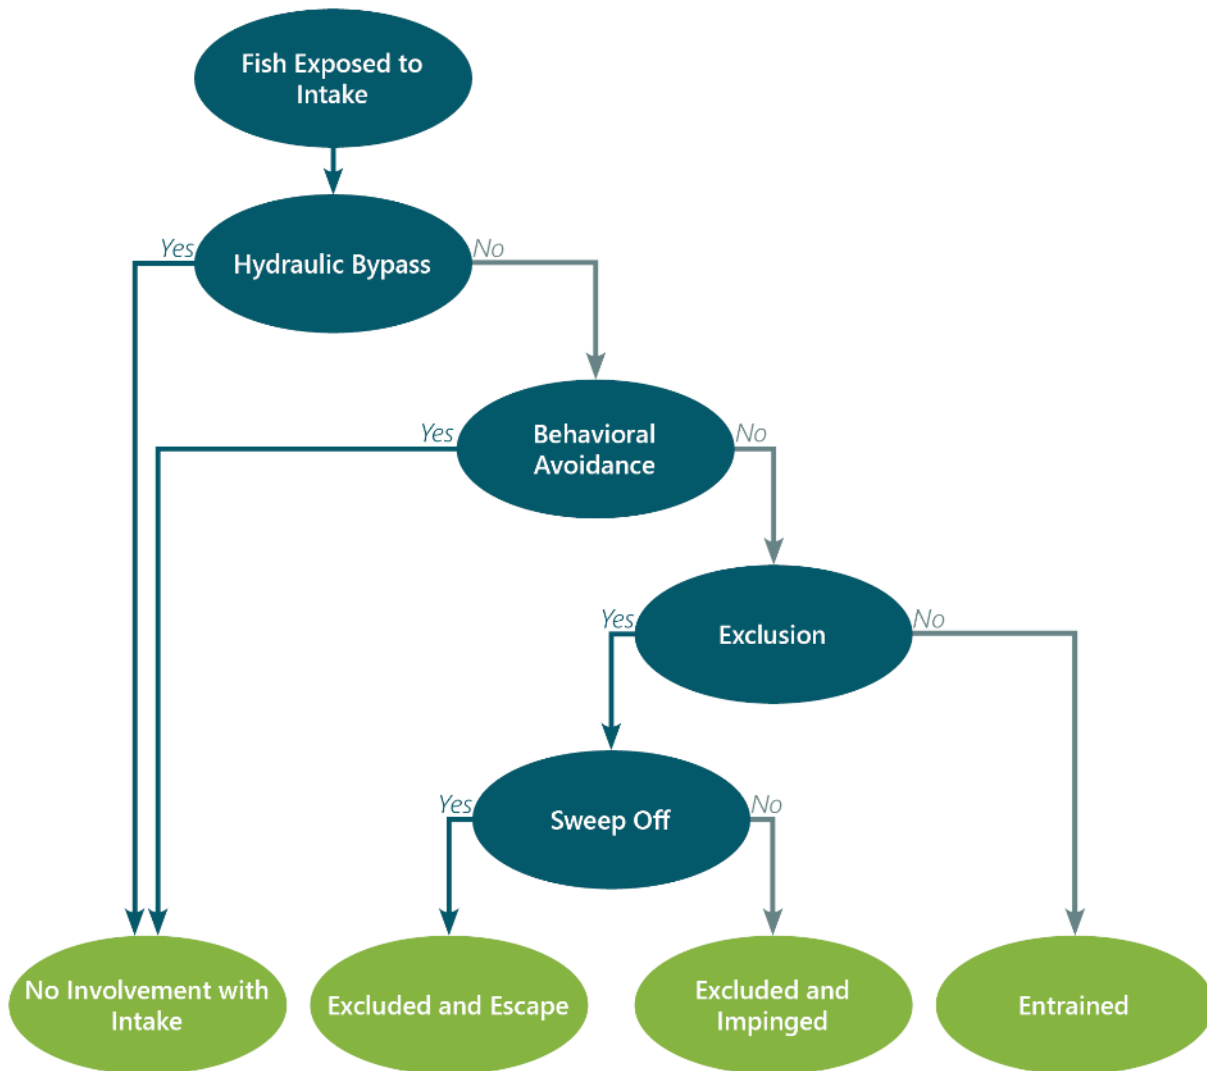 Fish Exposed to
Intake
Yes
No
Hydraulic Bypass
Yes
No
Behavioral
Avoidance
Yes
No
Exclusion
Yes
No
Sweep Off
No Involvement with
Intake
Excluded and Escape
Excluded and
Impinged
Entrained